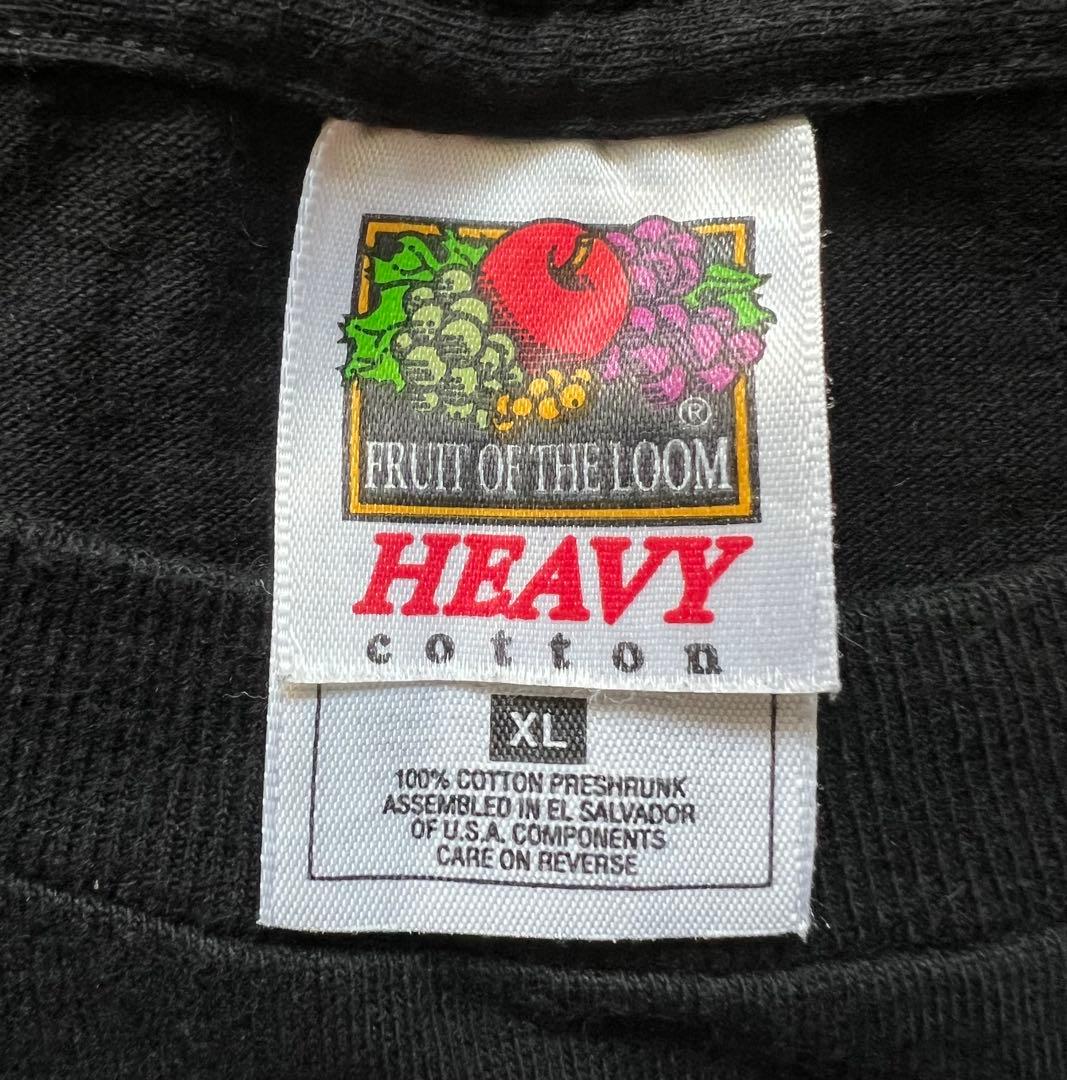 ®
FRUIT OF THE LOOM
HEAVY
cotton
XL
100% COTTON PRESHRUNK
ASSEMBLED IN EL SALVADOR
OF U.S.A. COMPONENTS
CARE ON REVERSE